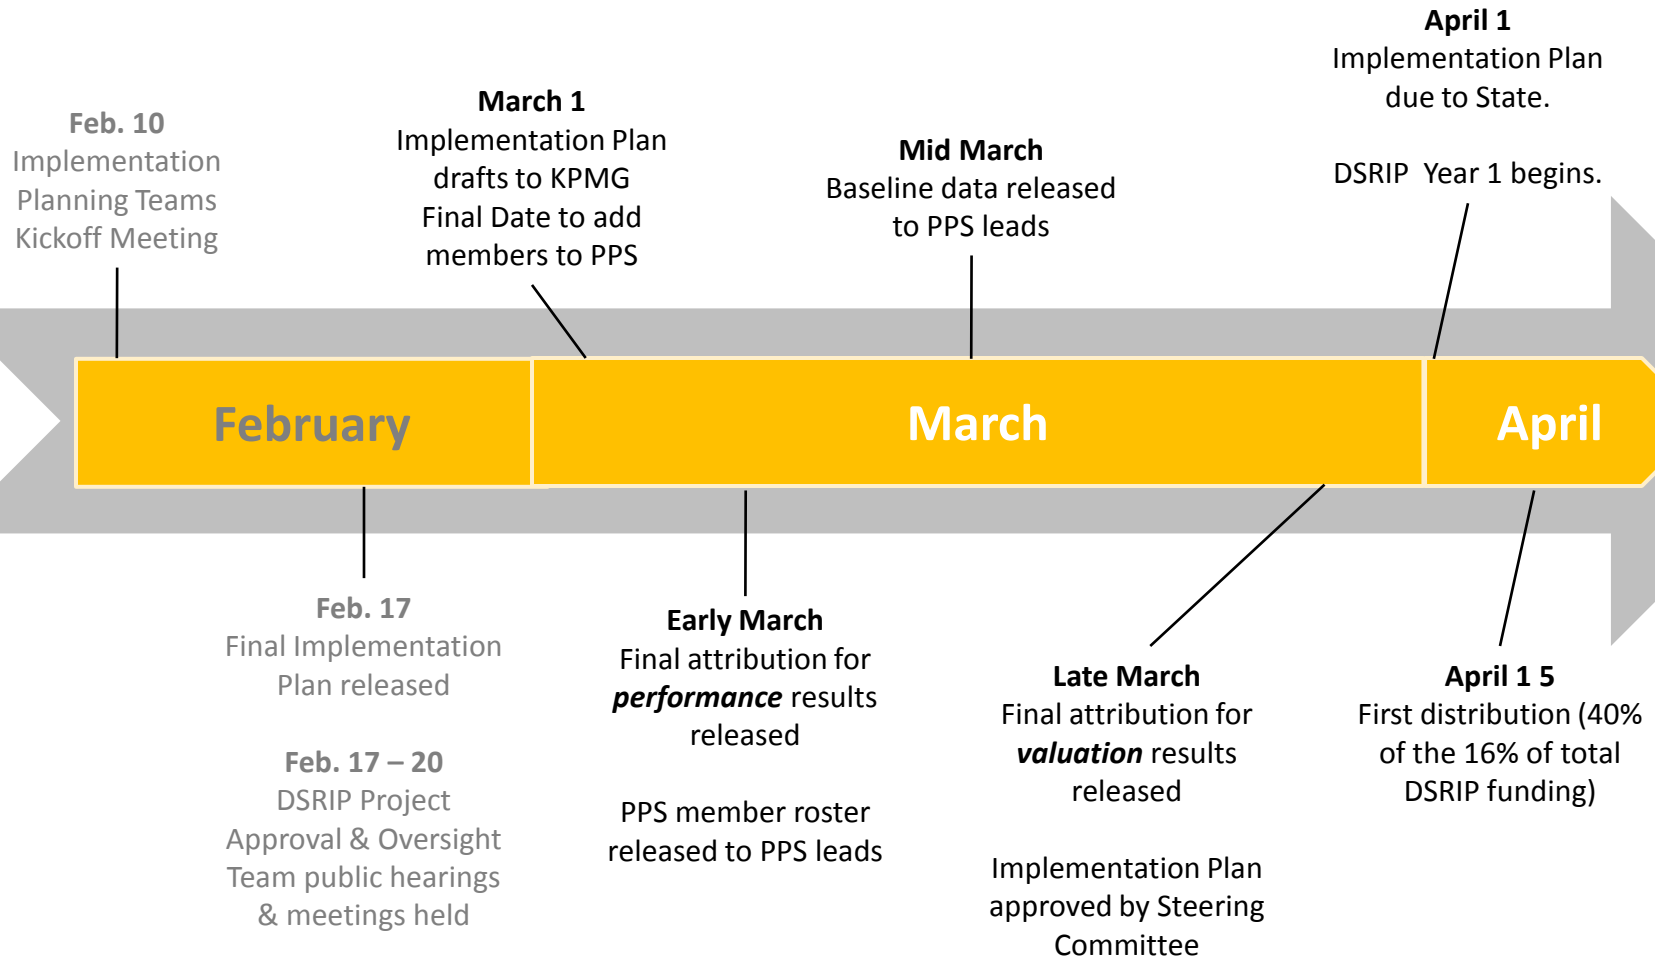 Feb. 10
Implementation
Planning Teams
Kickoff Meeting
March 1
Implementation Plan
drafts to KPMG
Final Date to add
members to PPS
Mid March
Baseline data released
to PPS leads
April 1
Implementation Plan
due to State.
DSRIP  Year 1 begins.
February
March
April
Feb. 17
Final Implementation
Plan released
Feb. 17 – 20
DSRIP Project
Approval & Oversight
Team public hearings
& meetings held
Early March
Final attribution for
performance results
released
PPS member roster
released to PPS leads
Late March
Final attribution for
valuation results
released
Implementation Plan
approved by Steering
Committee
April 1 5
First distribution (40%
of the 16% of total
DSRIP funding)